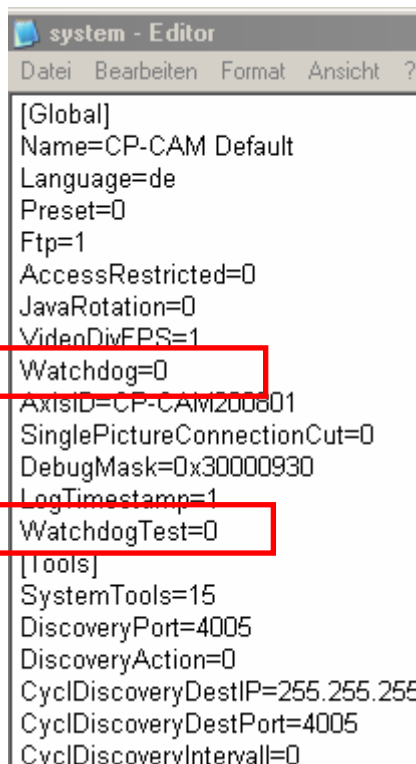 system - Editor
Datei Bearbeiten Format Ansicht ?
[Global]
Name=CP-CAM Default
Language=de
Preset=0
Ftp=1
AccessRestricted=0
JavaRotation=0
VideoDivFPS=1
Watchdog=0
AxisID=CP-CAM200801
SinglePictureConnectionCut=0
DebugMask=0x30000930
LogTimestamp=1
WatchdogTest=0
[Tools]
SystemTools=15
DiscoveryPort=4005
DiscoveryAction=0
CyclDiscoveryDestIP=255.255.255
CyclDiscoveryDestPort=4005
CyclDiscoveryIntervall=0